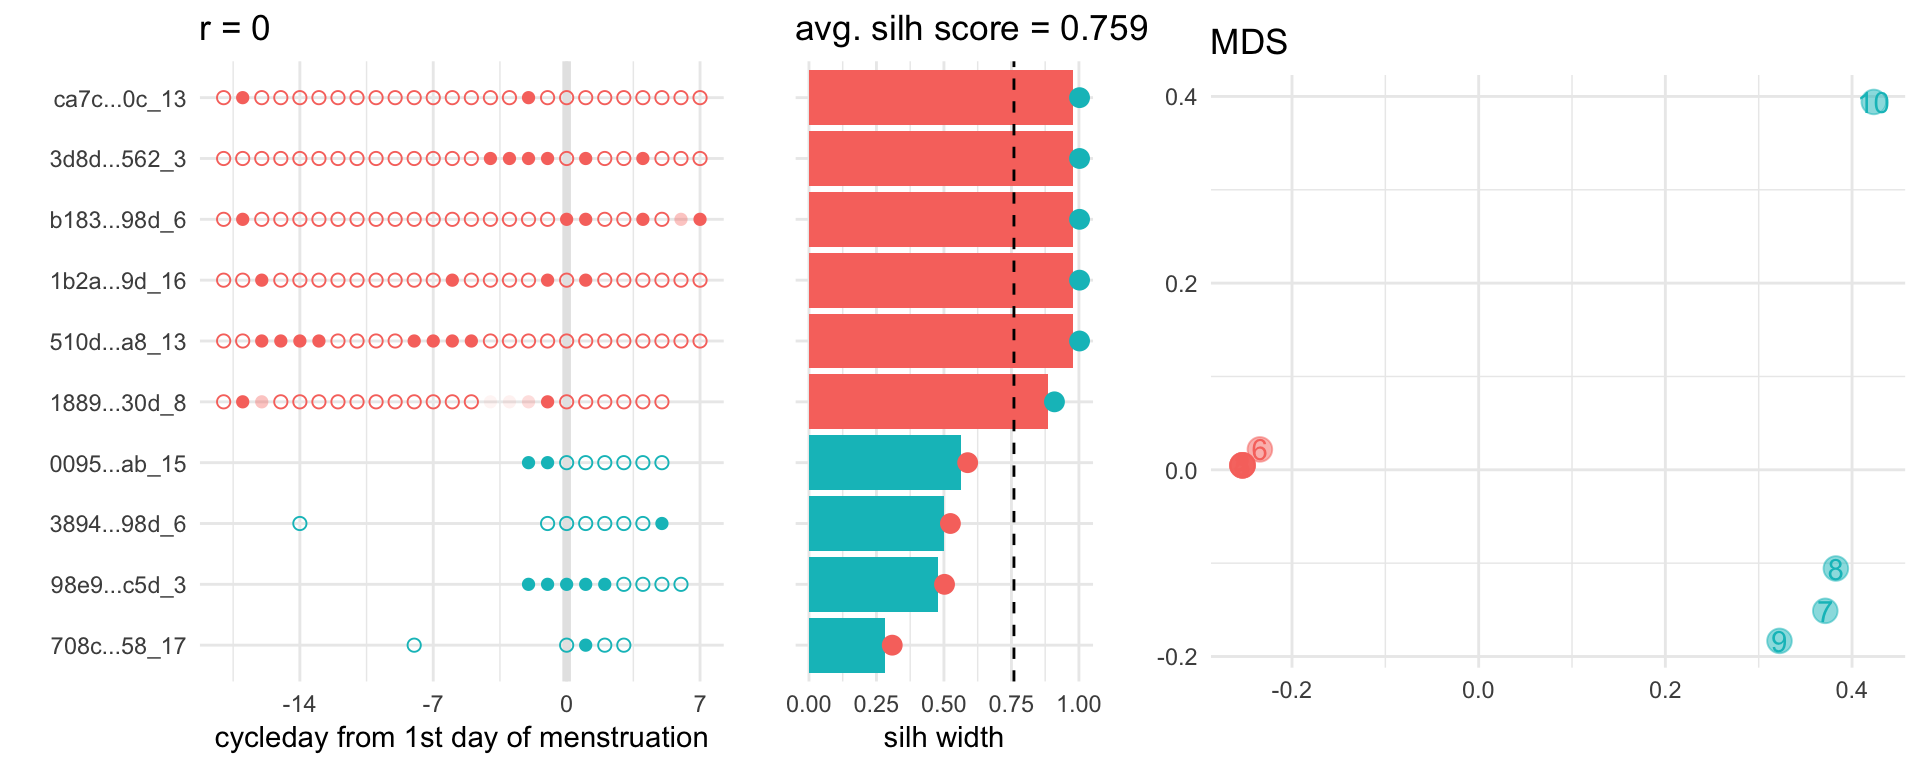 r = 0
avg. silh score = 0.759
MDS
ca7c...0c_13
3d8d...562_3
b183...98d_6
1b2a...9d_16
510d...a8_13
1889...30d_8
0095...ab_15
3894...98d_6
98e9...c5d_3
708c...58_17
-14 -7 0 7
cycleday from 1st day of menstruation
0.00 0.25 0.50 0.75 1.00
silh width
0.4
0.2
0.0
-0.2
10
6
8
7
9
-0.2 0.0 0.2 0.4